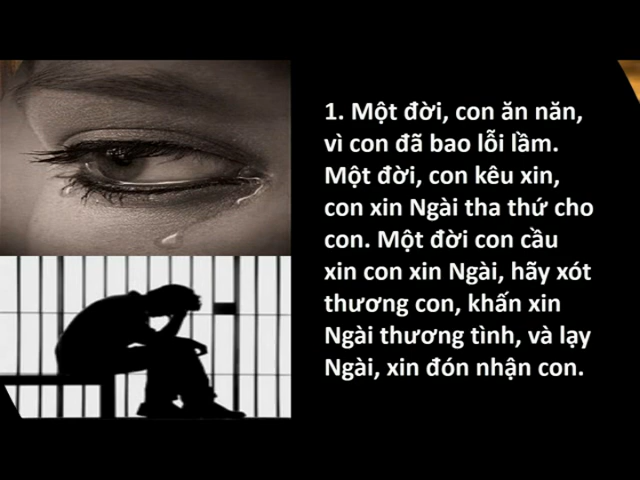 1. Một đời, con ăn năn,
vì con đã bao lỗi lầm.
Một đời, con kêu xin,
con xin Ngài tha thứ cho
con. Một đời con cầu
xin con xin Ngài, hãy xót
thương con, khấn xin
Ngài thương tình, và lạy
Ngài, xin đón nhận con.